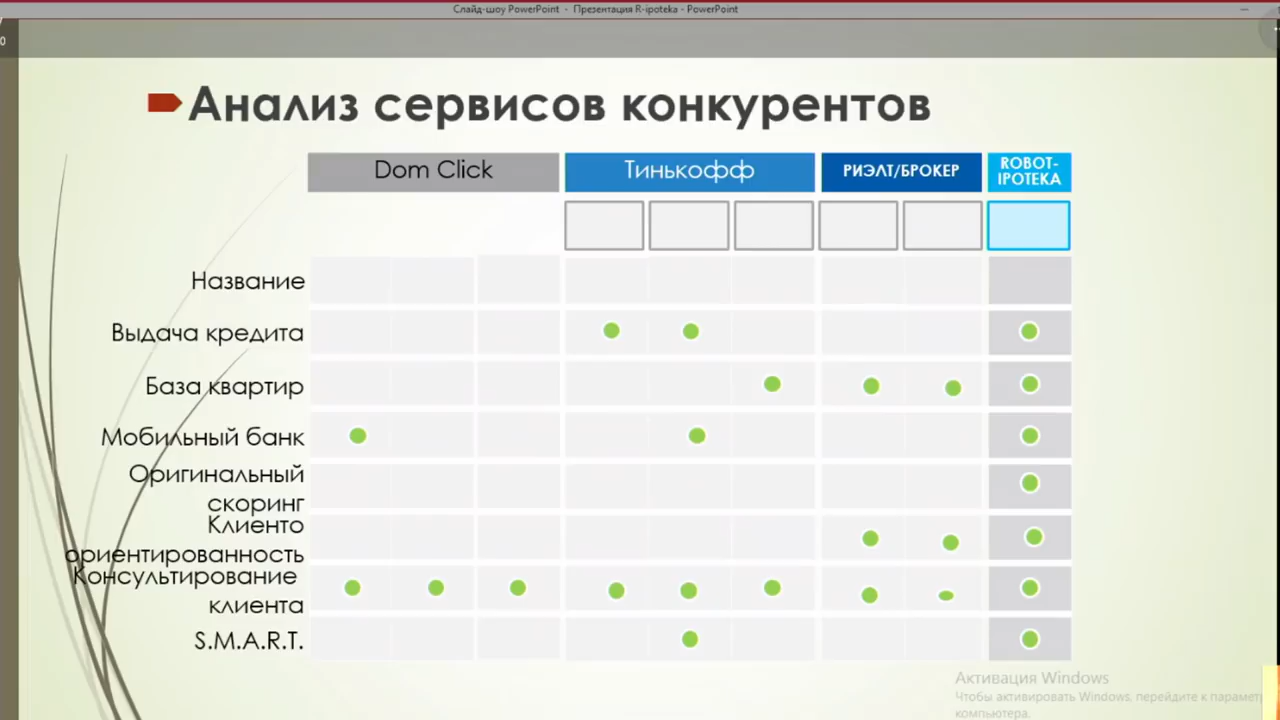 Слайд-шоу PowerPoint - Презентация R-ipoteka - PowerPoint
0
Анализ сервисов конкурентов
Dom Click
Тинькофф
РИЭЛТ/БРОКЕР
ROBOT-
IPOTEKA
Название
Выдача кредита
База квартир
Мобильный банк
Оригинальный
скоринг
Клиенто
ориентированность
Консультирование
клиента
S.M.A.R.T.
Активация Windows
Чтобы активировать Windows, перейдите к парамет
компьютера.